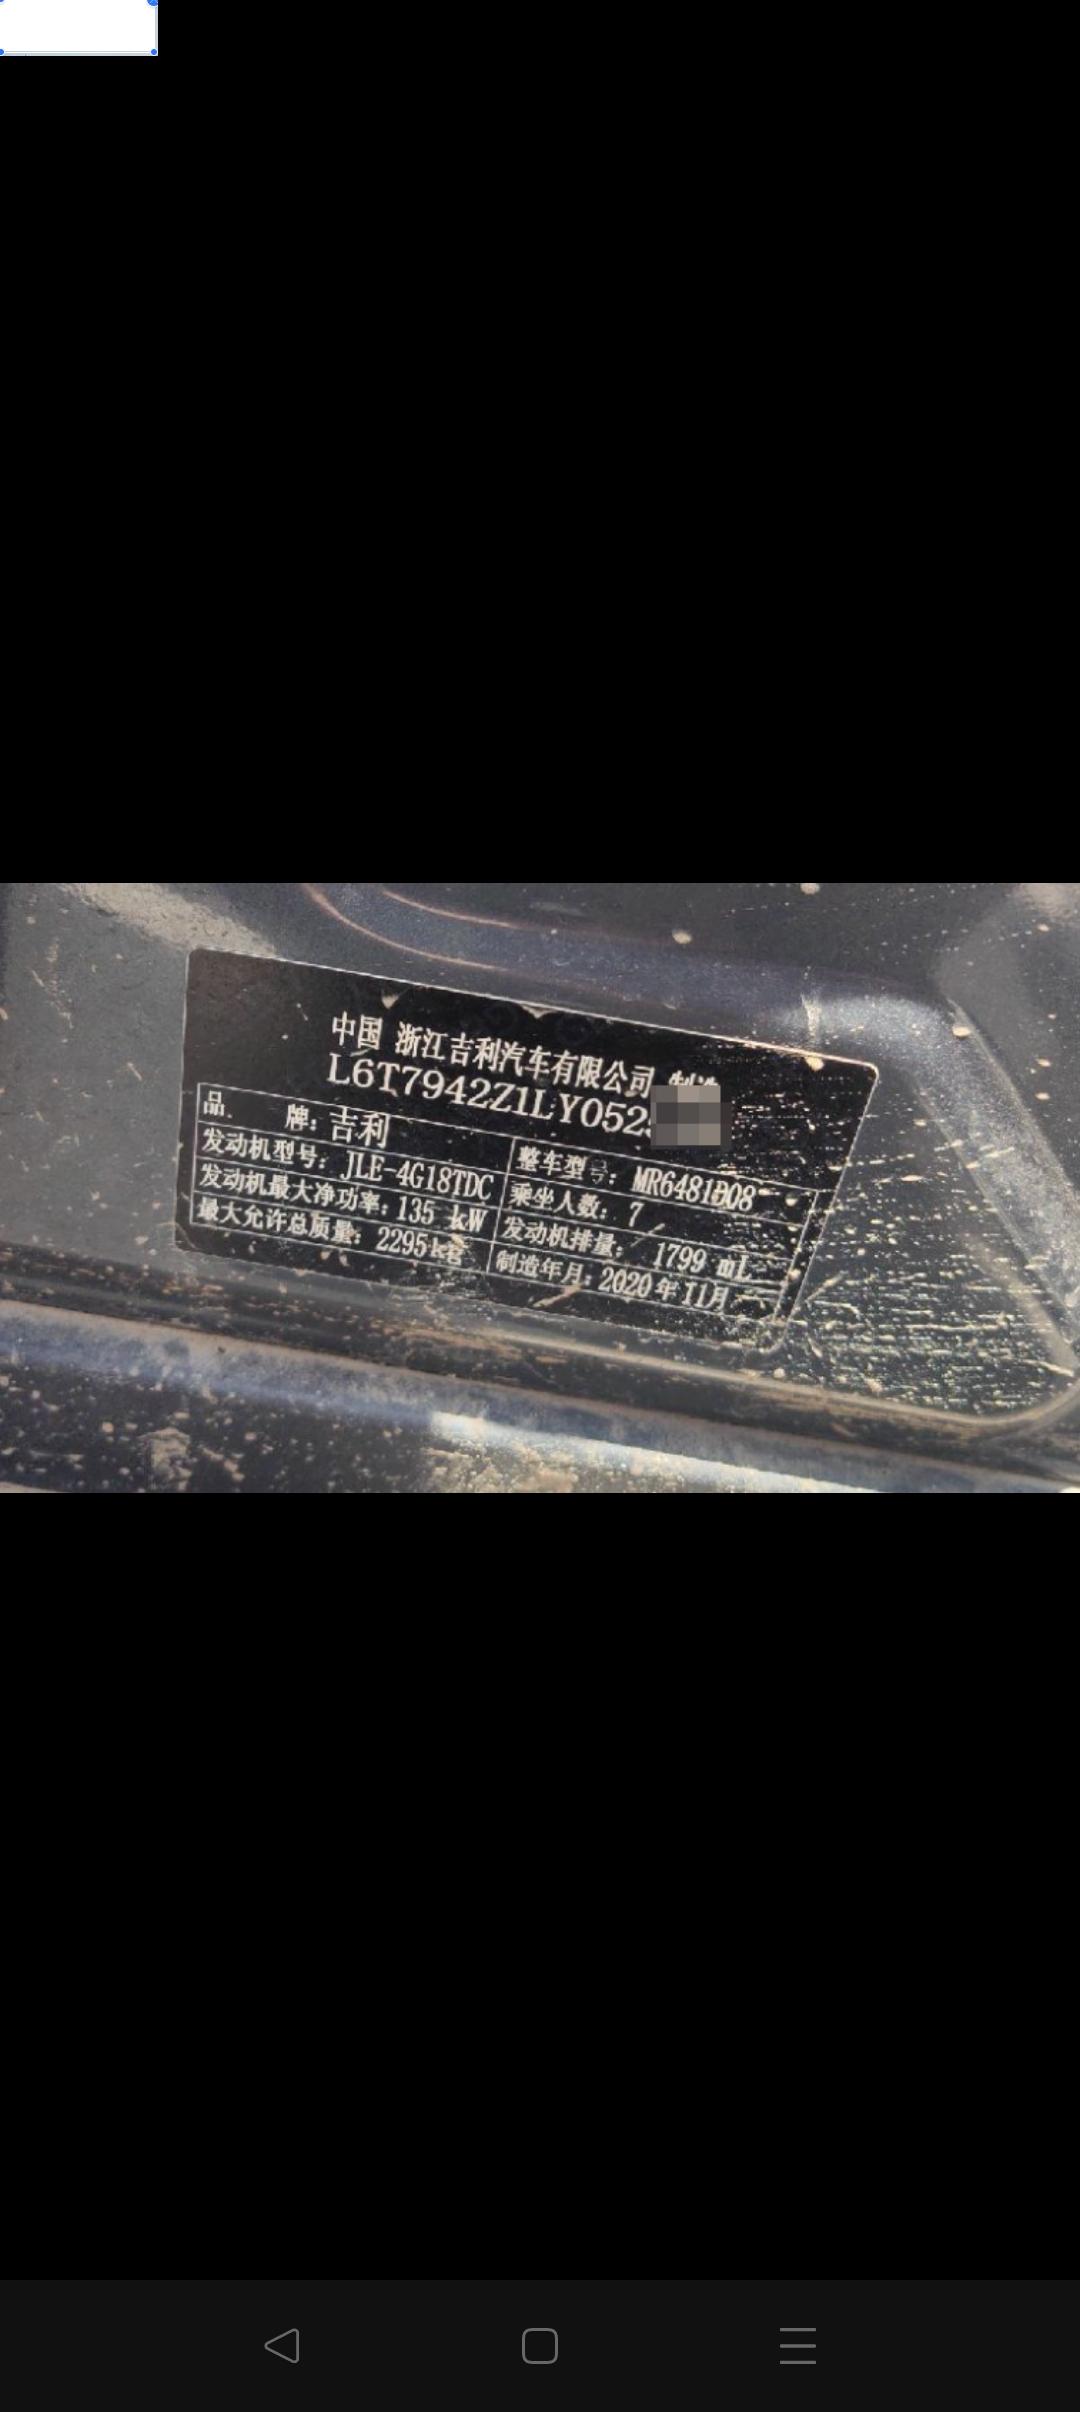 中国 浙江吉利汽车有限公司 制造
L6T7942Z1LY052
品 牌：吉利
整车型号：MR6481D08
发动机型号：JLE-4G18TDC
乘坐人数：7
发动机最大净功率：135 kW
发动机排量：1799 mL
最大允许总质量：2295kg
制造年月：2020年11月